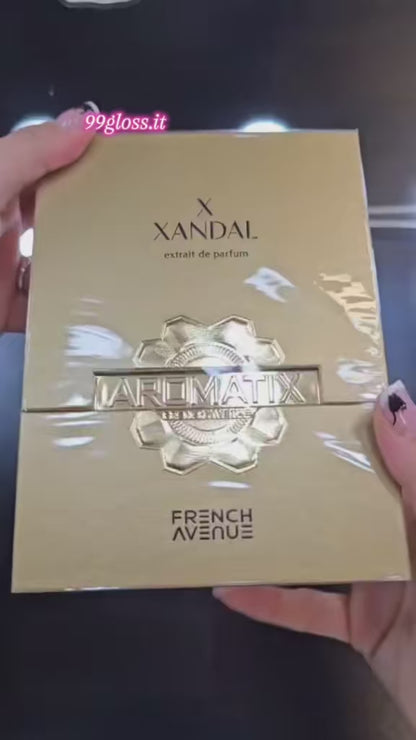 99gloss.it
X
XANDAL
extrait de parfum
AROMATIX
FRENCH
AVENUE